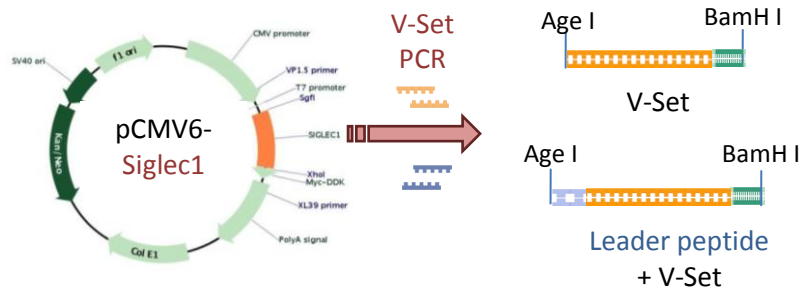 CMV promoter
f1 ori
SV40 ori
VP1.5 primer
T7 promoter
SgfI
Kan/Neo
pCMV6-
Siglec1
SIGLEC1
XhoI
Myc-DDK
XL39 primer
PolyA signal
Col E1
V-Set
PCR
Age I
BamH I
V-Set
Age I
BamH I
Leader peptide
+ V-Set